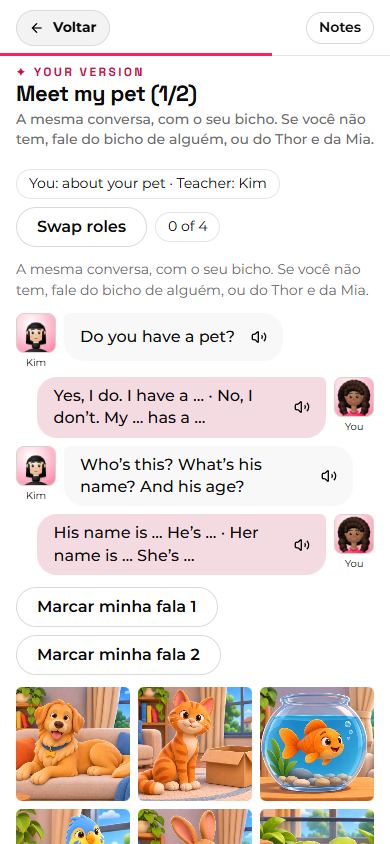 ← Voltar
Notes
✦ YOUR VERSION
Meet my pet (1/2)
A mesma conversa, com o seu bicho. Se você não
tem, fale do bicho de alguém, ou do Thor e da Mia.
You: about your pet · Teacher: Kim
Swap roles
0 of 4
A mesma conversa, com o seu bicho. Se você não
tem, fale do bicho de alguém, ou do Thor e da Mia.
Do you have a pet?
Kim
Yes, I do. I have a ... · No, I
don’t. My ... has a ...
You
Who’s this? What’s his
name? And his age?
Kim
His name is ... He’s ... · Her
name is ... She’s ...
You
Marcar minha fala 1
Marcar minha fala 2